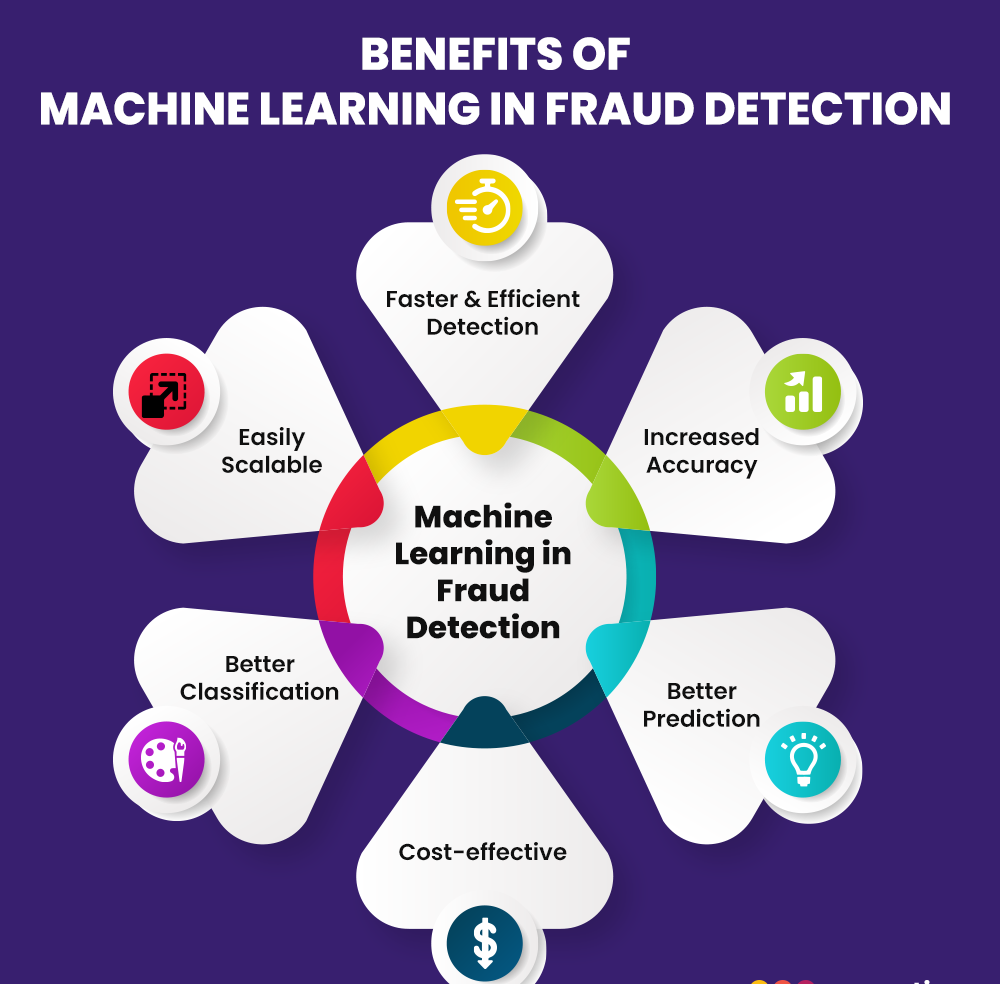 BENEFITS OF
MACHINE LEARNING IN FRAUD DETECTION
Faster & Efficient
Detection
Easily
Scalable
Increased
Accuracy
Machine
Learning in
Fraud
Detection
Better
Classification
Better
Prediction
Cost-effective
$